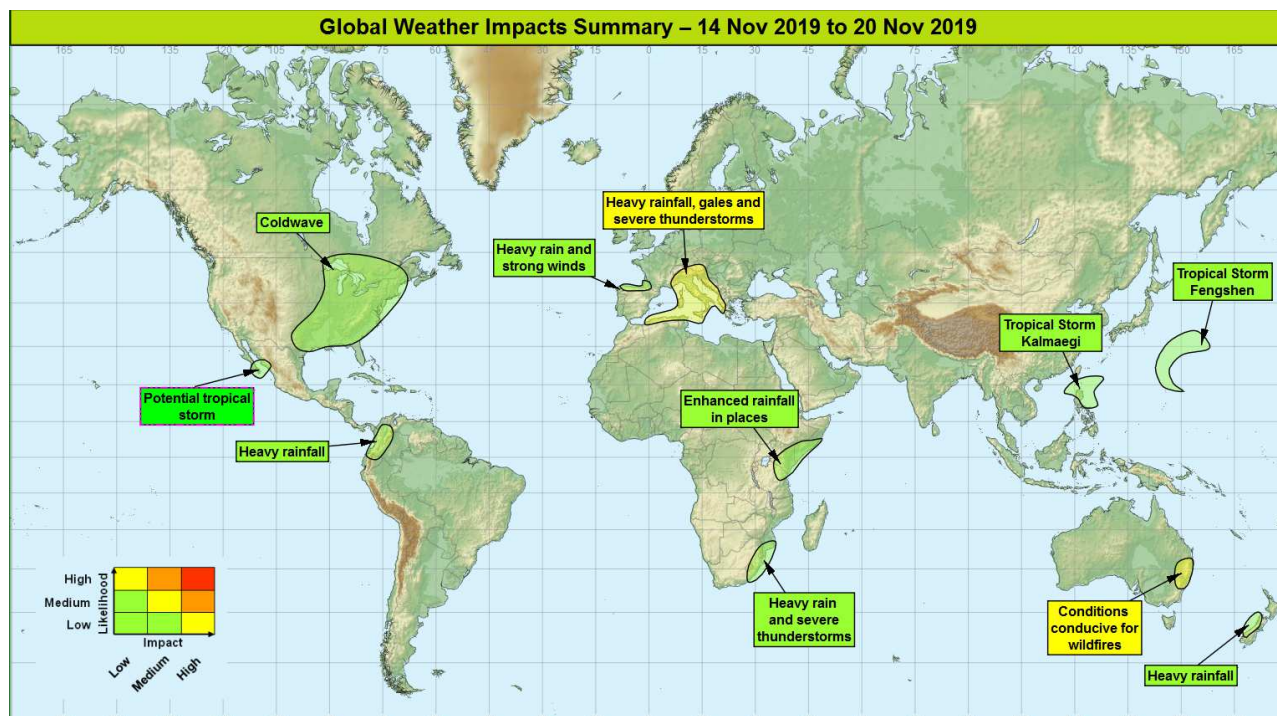 Global Weather Impacts Summary – 14 Nov 2019 to 20 Nov 2019
165 135 105 75 60 45 30 15 0 15 30 45 60 75 90 105 120 135 150 165
Coldwave
Heavy rainfall, gales and
severe thunderstorms
Heavy rain and
strong winds
Tropical Storm
Fengshen
Tropical Storm
Kalmaegi
Potential tropical
storm
Enhanced rainfall
in places
Heavy rainfall
Heavy rain
and severe
thunderstorms
Conditions
conducive for
wildfires
Heavy rainfall
High
Medium
Low
Likelihood
Impact
Low
Medium
High